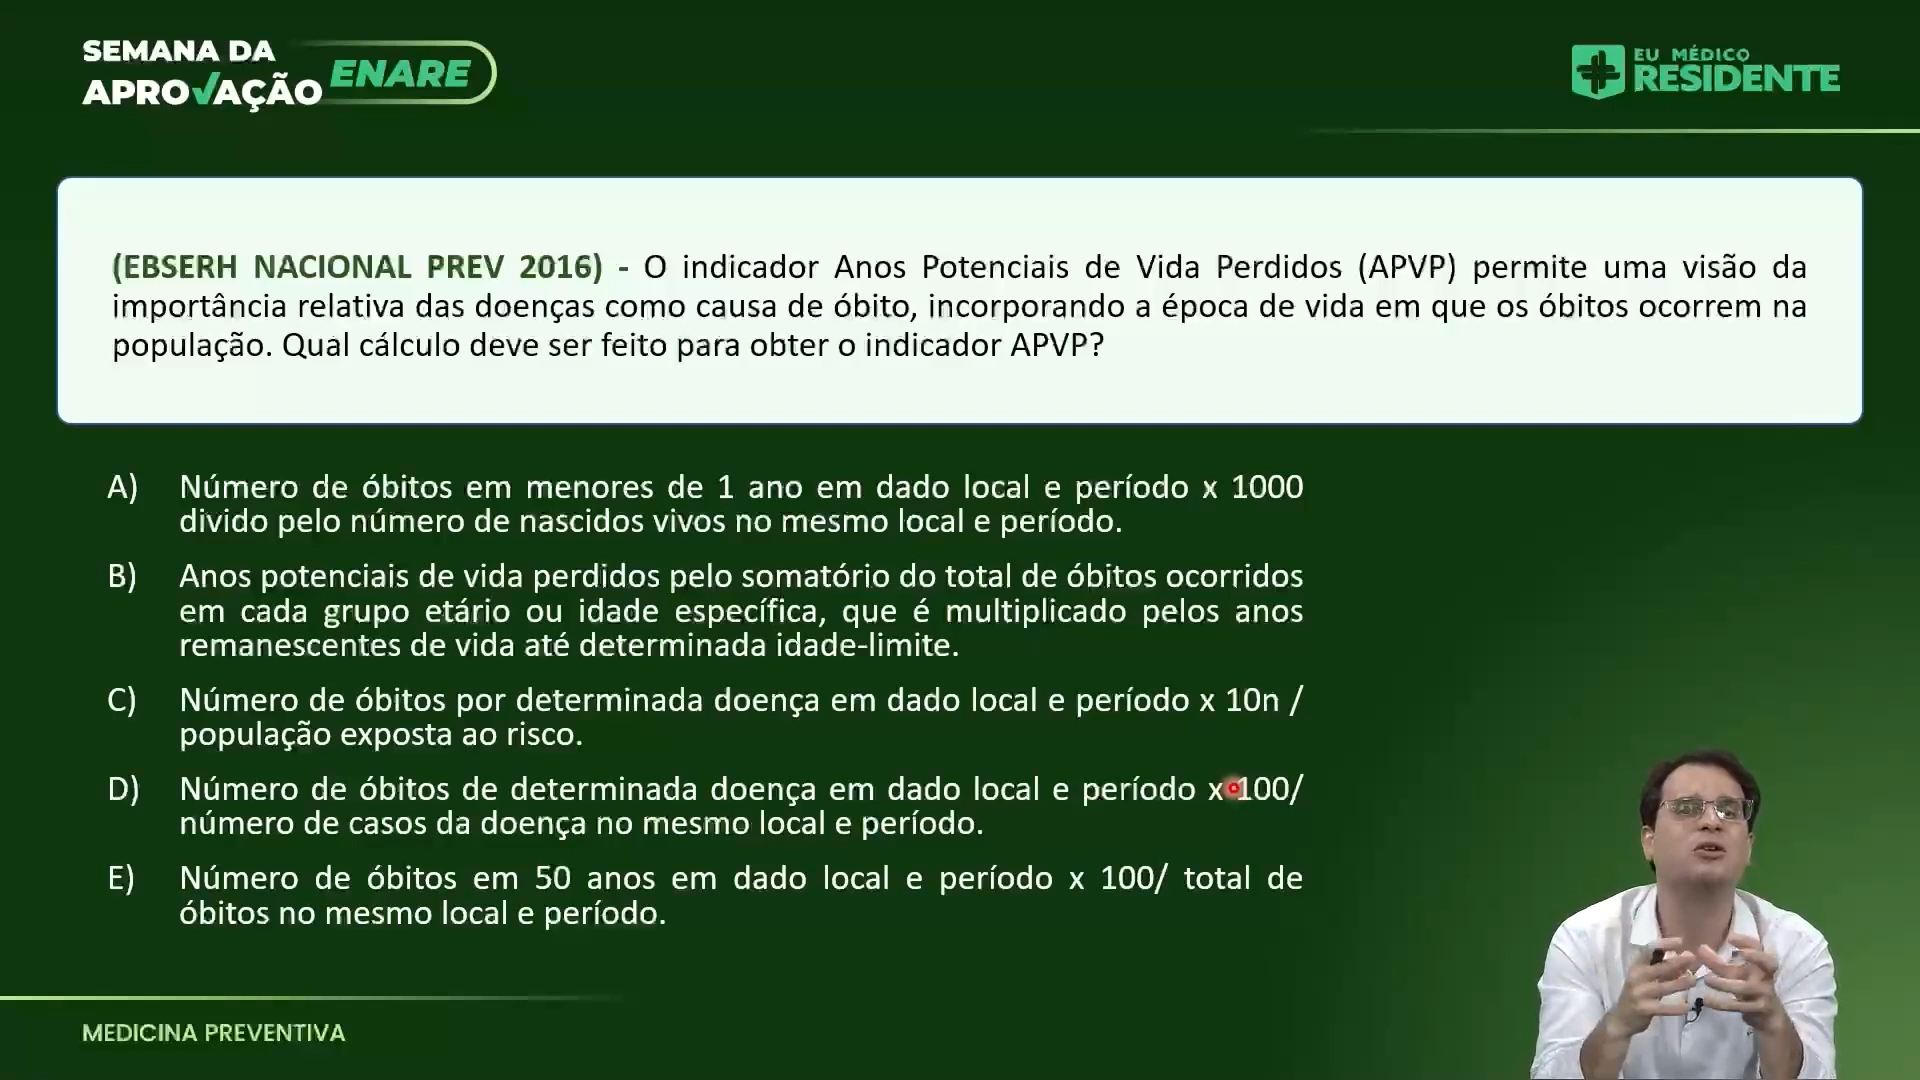 SEMANA DA
APROVAÇÃO ENARE
EU MÉDICO
RESIDENTE
(EBSERH NACIONAL PREV 2016) - O indicador Anos Potenciais de Vida Perdidos (APVP) permite uma visão da
importância relativa das doenças como causa de óbito, incorporando a época de vida em que os óbitos ocorrem na
população. Qual cálculo deve ser feito para obter o indicador APVP?
A) Número de óbitos em menores de 1 ano em dado local e período x 1000
divido pelo número de nascidos vivos no mesmo local e período.
B) Anos potenciais de vida perdidos pelo somatório do total de óbitos ocorridos
em cada grupo etário ou idade específica, que é multiplicado pelos anos
remanescentes de vida até determinada idade-limite.
C) Número de óbitos por determinada doença em dado local e período x 10n /
população exposta ao risco.
D) Número de óbitos de determinada doença em dado local e período x 100/
número de casos da doença no mesmo local e período.
E) Número de óbitos em 50 anos em dado local e período x 100/ total de
óbitos no mesmo local e período.
MEDICINA PREVENTIVA